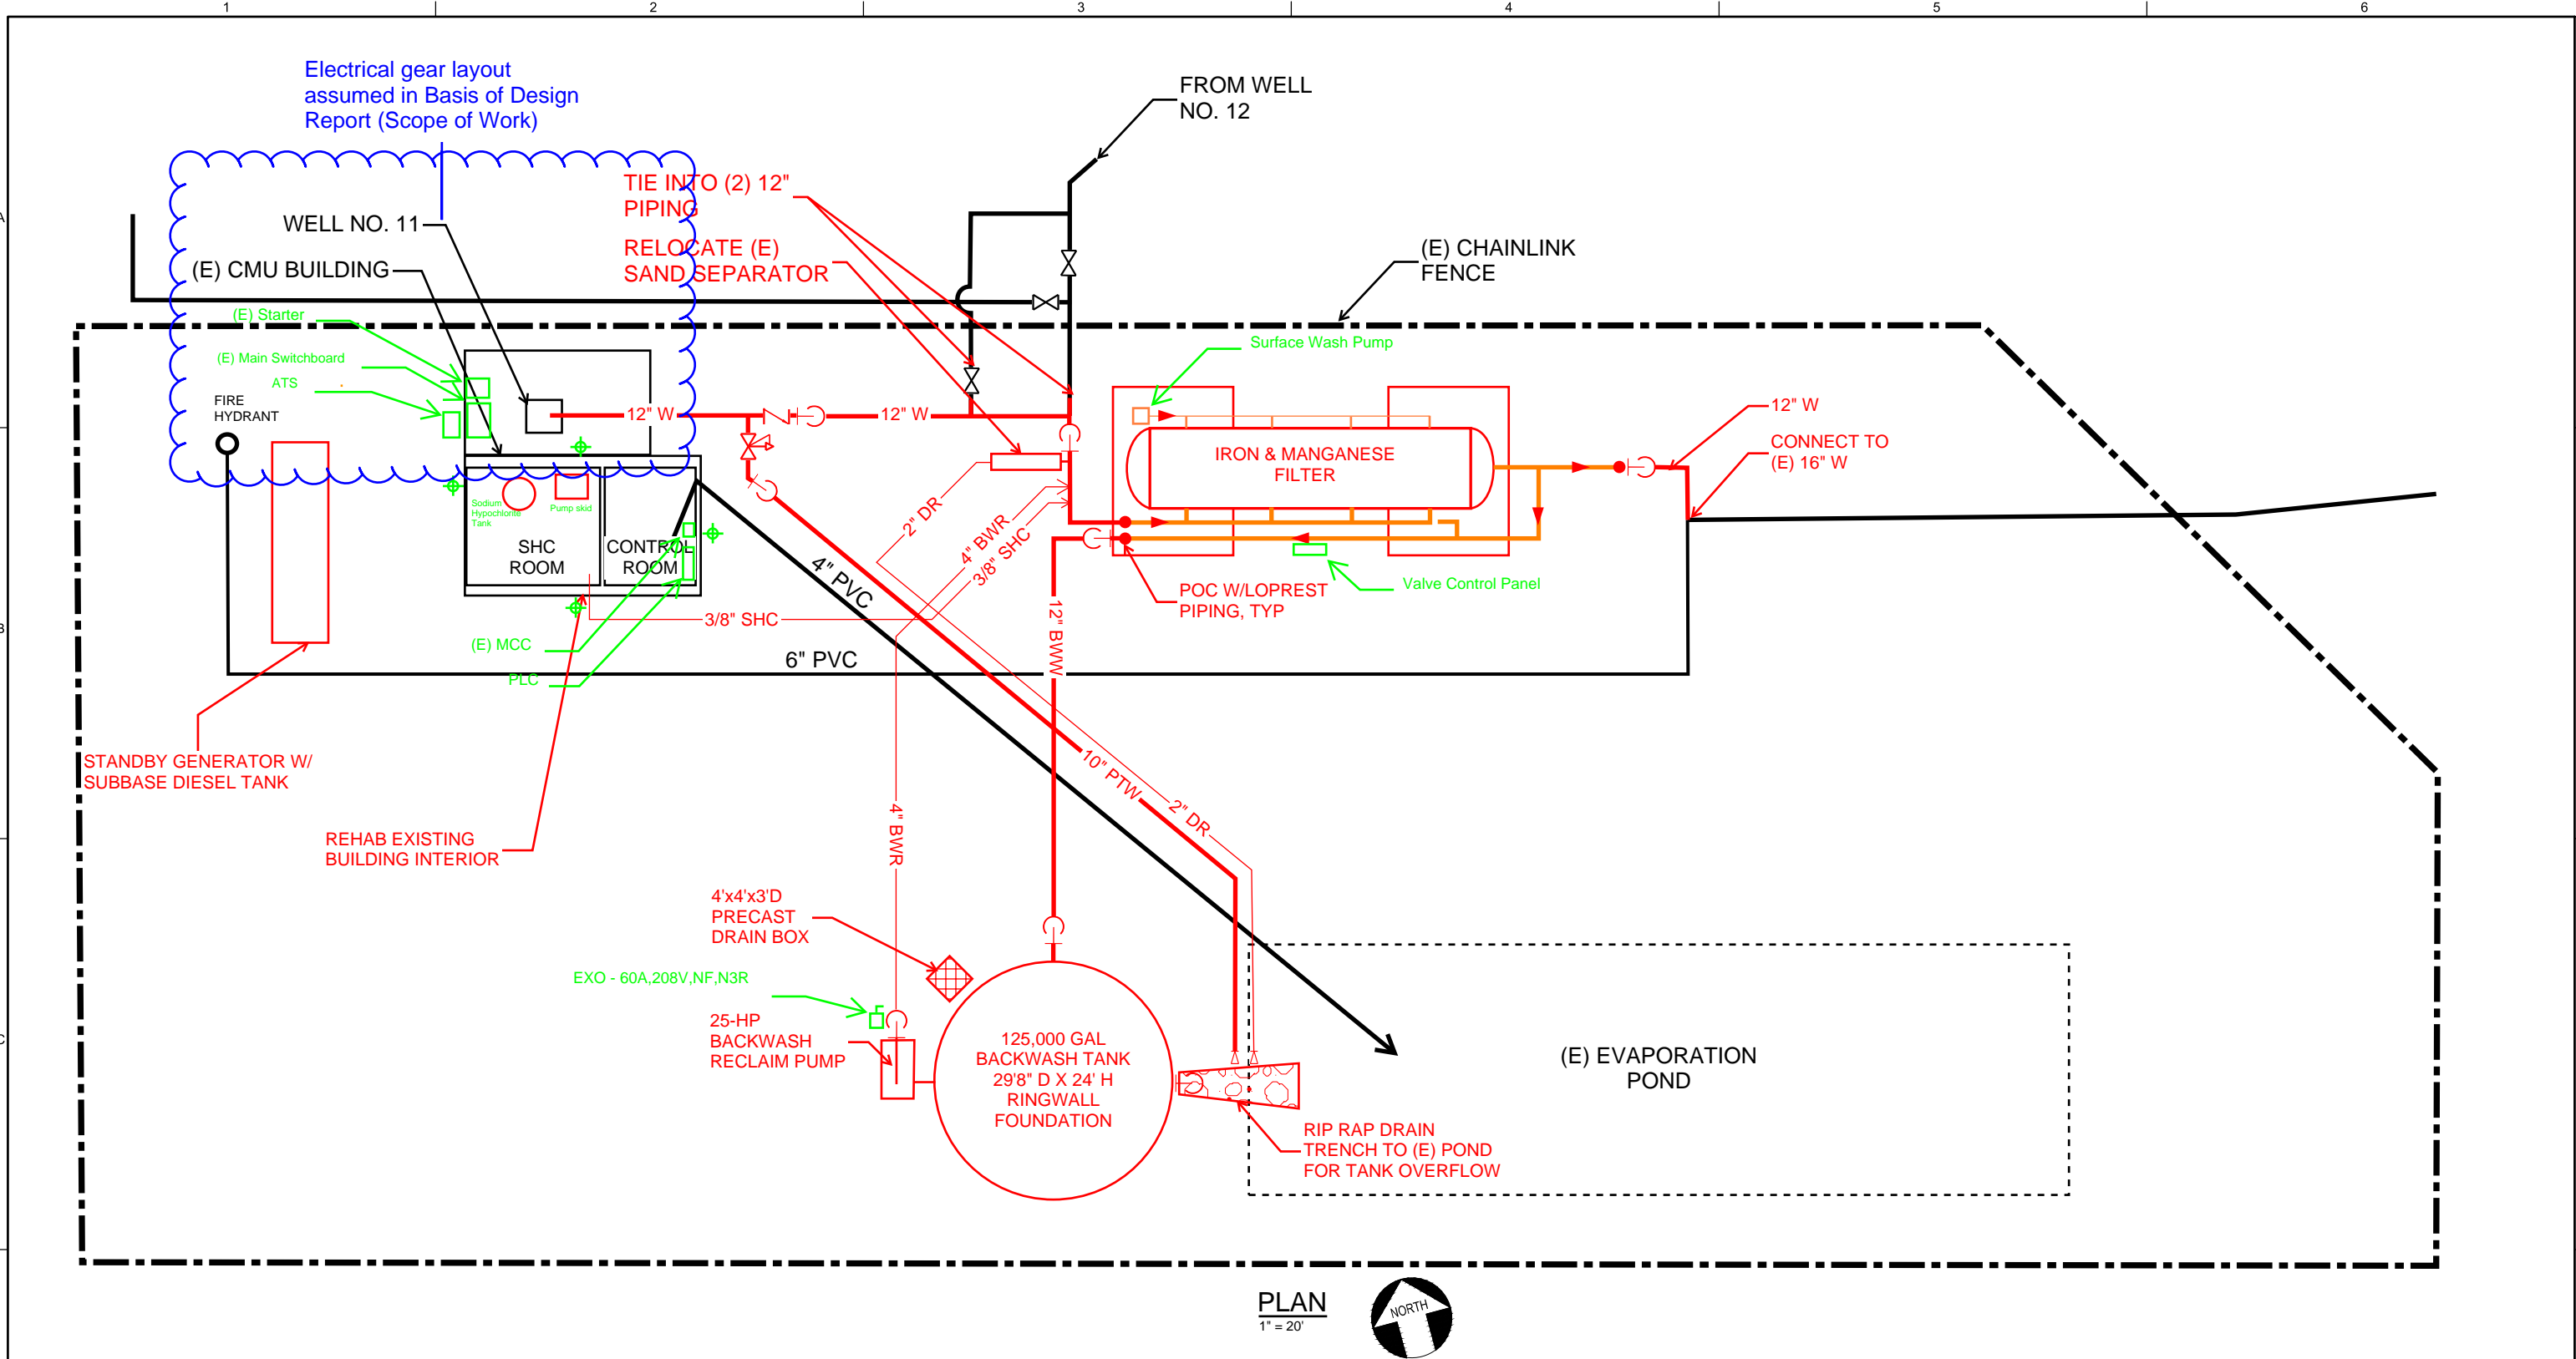 1
2
3
4
5
6
A
B
C
Electrical gear layout
assumed in Basis of Design
Report (Scope of Work)
FROM WELL
NO. 12
TIE INTO (2) 12"
PIPING
WELL NO. 11
RELOCATE (E)
SAND SEPARATOR
(E) CMU BUILDING
(E) CHAINLINK
FENCE
(E) Starter
(E) Main Switchboard
ATS
FIRE
HYDRANT
Surface Wash Pump
12" W
12" W
12" W
IRON & MANGANESE
FILTER
CONNECT TO
(E) 16" W
Sodium
Hypochlorite
Tank
Pump skid
SHC
ROOM
CONTROL
ROOM
2" DR
4" BWR
3/8" SHC
4" PVC
POC W/LOPREST
PIPING, TYP
Valve Control Panel
3/8" SHC
12" BWW
(E) MCC
PLC
6" PVC
STANDBY GENERATOR W/
SUBBASE DIESEL TANK
10" PTW
2" DR
4" BWR
REHAB EXISTING
BUILDING INTERIOR
4'x4'x3'D
PRECAST
DRAIN BOX
EXO - 60A,208V,NF,N3R
25-HP
BACKWASH
RECLAIM PUMP
125,000 GAL
BACKWASH TANK
29'8" D X 24' H
RINGWALL
FOUNDATION
(E) EVAPORATION
POND
RIP RAP DRAIN
TRENCH TO (E) POND
FOR TANK OVERFLOW
PLAN
1" = 20'
NORTH